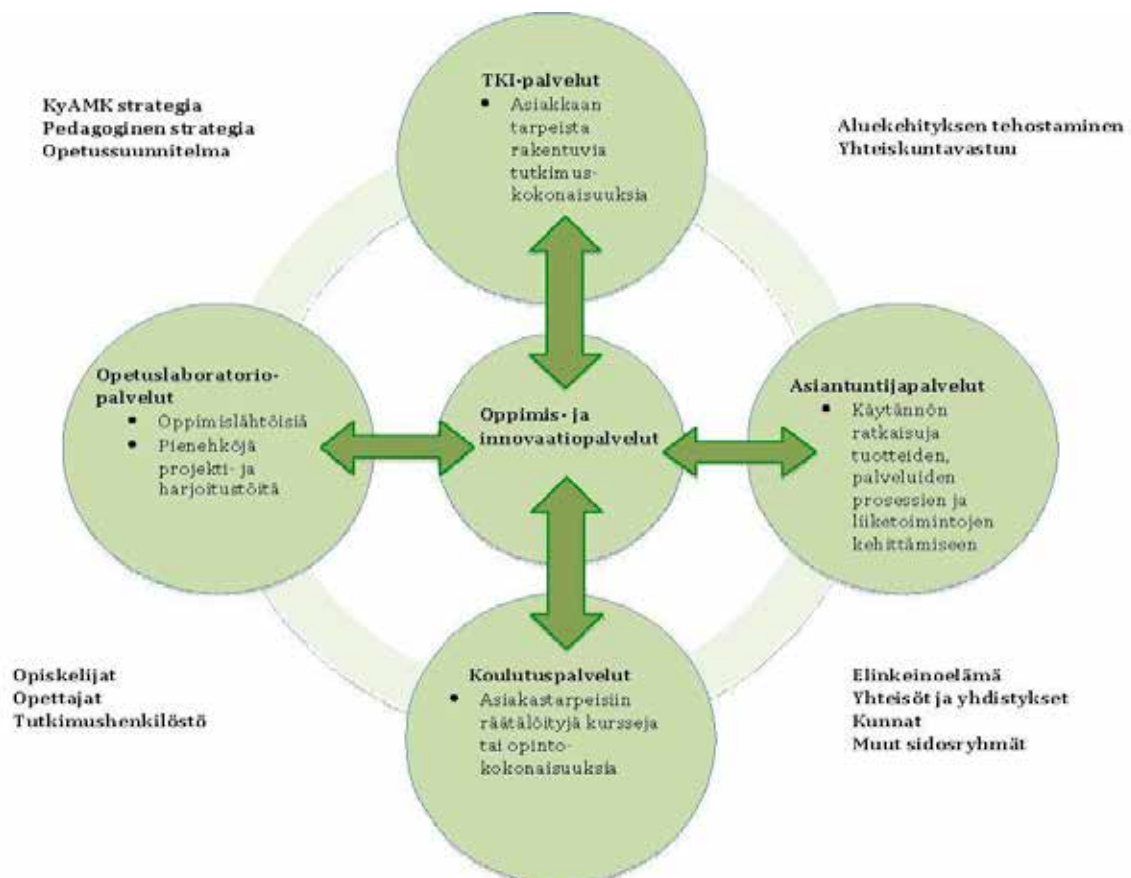 TKI-palvelut
• Asiakkaan
tarpeista
rakentuvia
tutkimus-
kokonaisuuksia
KyAMK strategia
Pedagoginen strategia
Opetussuunnitelma
Aluekehityksen tehostaminen
Yhteiskuntavastuu
Opetuslaboratorio-
palvelut
• Oppimislähtöisiä
• Pienehköjä
projekti- ja
harjoitustöitä
Oppimis- ja
innovaatiopalvelut
Asiantuntijapalvelut
• Käytännön
ratkaisuja
tuotteiden,
palveluiden
prosessien ja
liiketoimintojen
kehittämiseen
Koulutuspalvelut
• Asiakastarpeisiin
räätälöityjä kursseja
tai opinto-
kokonaisuuksia
Opiskelijat
Opettajat
Tutkimushenkilöstö
Elinkeinoelämä
Yhteisöt ja yhdistykset
Kunnat
Muut sidosryhmät